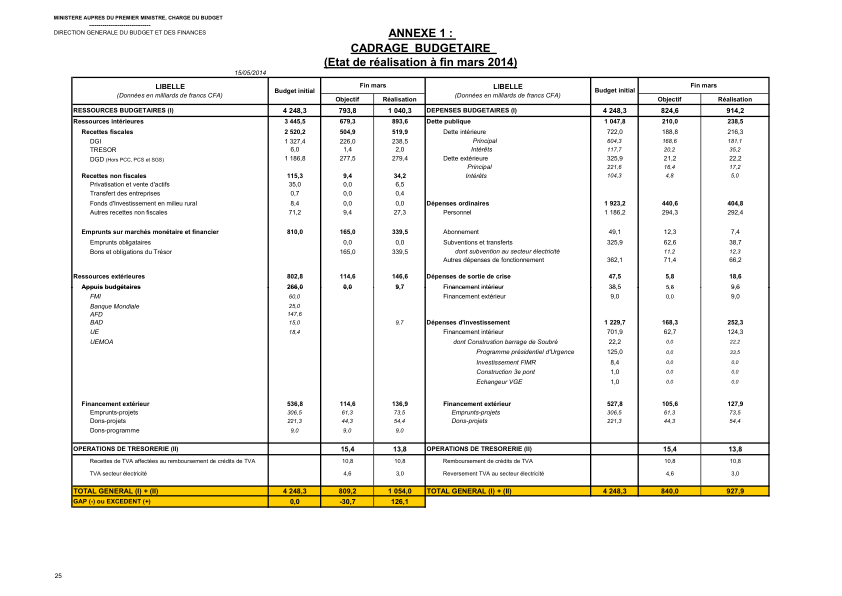 MINISTERE AUPRES DU PREMIER MINISTRE, CHARGE DU BUDGET
------------------------------
DIRECTION GENERALE DU BUDGET ET DES FINANCES
ANNEXE 1 :
CADRAGE BUDGETAIRE
(Etat de réalisation à fin mars 2014)
15/05/2014
LIBELLE (Données en milliards de francs CFA) Budget initial Fin mars Objectif Réalisation LIBELLE (Données en milliards de francs CFA) Budget initial Fin mars Objectif Réalisation
RESSOURCES BUDGETAIRES (I) 4 248,3 793,8 1 040,3 DEPENSES BUDGETAIRES (I) 4 248,3 824,6 914,2
Ressources intérieures 3 445,5 679,3 893,6 Dette publique 1 047,8 210,0 238,5
Recettes fiscales 2 520,2 504,9 519,9 Dette intérieure 722,0 188,8 216,3
DGI 1 327,4 226,0 238,5 Principal 604,3 168,6 181,1
TRESOR 6,0 1,4 2,0 Intérêts 117,7 20,2 35,2
DGD (Hors PCC, PCS et SGS) 1 186,8 277,5 279,4 Dette extérieure 325,9 21,2 22,2
Principal 221,6 16,4 17,2
Recettes non fiscales 115,3 9,4 34,2 Intérêts 104,3 4,8 5,0
Privatisation et vente d'actifs 35,0 0,0 6,5
Transfert des entreprises 0,7 0,0 0,4
Fonds d'investissement en milieu rural 8,4 0,0 0,0 Dépenses ordinaires 1 923,2 440,6 404,8
Autres recettes non fiscales 71,2 9,4 27,3 Personnel 1 186,2 294,3 292,4
Emprunts sur marchés monétaire et financier 810,0 165,0 339,5 Abonnement 49,1 12,3 7,4
Emprunts obligataires 0,0 0,0 Subventions et transferts 325,9 62,6 38,7
Bons et obligations du Trésor 165,0 339,5 dont subvention au secteur électricité 11,2 12,3
Autres dépenses de fonctionnement 362,1 71,4 66,2
Ressources extérieures 802,8 114,6 146,6 Dépenses de sortie de crise 47,5 5,8 18,6
Appuis budgétaires 266,0 0,0 9,7 Financement intérieur 38,5 5,8 9,6
FMI 60,0 Financement extérieur 9,0 0,0 9,0
Banque Mondiale 25,0
AFD 147,6
BAD 15,0 9,7 Dépenses d'investissement 1 229,7 168,3 252,3
UE 18,4 Financement intérieur 701,9 62,7 124,3
UEMOA dont Construction barrage de Soubré 22,2 0,0 22,2
Programme présidentiel d'Urgence 125,0 0,0 33,5
Investissement FIMR 8,4 0,0 0,0
Construction 3e pont 1,0 0,0 0,0
Echangeur VGE 1,0 0,0 0,0
Financement extérieur 536,8 114,6 136,9 Financement extérieur 527,8 105,6 127,9
Emprunts-projets 306,5 61,3 73,5 Emprunts-projets 306,5 61,3 73,5
Dons-projets 221,3 44,3 54,4 Dons-projets 221,3 44,3 54,4
Dons-programme 9,0 9,0 9,0
OPERATIONS DE TRESORERIE (II) 15,4 13,8 OPERATIONS DE TRESORERIE (II) 15,4 13,8
Recettes de TVA affectées au remboursement de crédits de TVA 10,8 10,8 Remboursement de crédits de TVA 10,8 10,8
TVA secteur électricité 4,6 3,0 Reversement TVA au secteur électricité 4,6 3,0
TOTAL GENERAL (I) + (II) 4 248,3 809,2 1 054,0 TOTAL GENERAL (I) + (II) 4 248,3 840,0 927,9
GAP (-) ou EXCEDENT (+) 0,0 -30,7 126,1
25